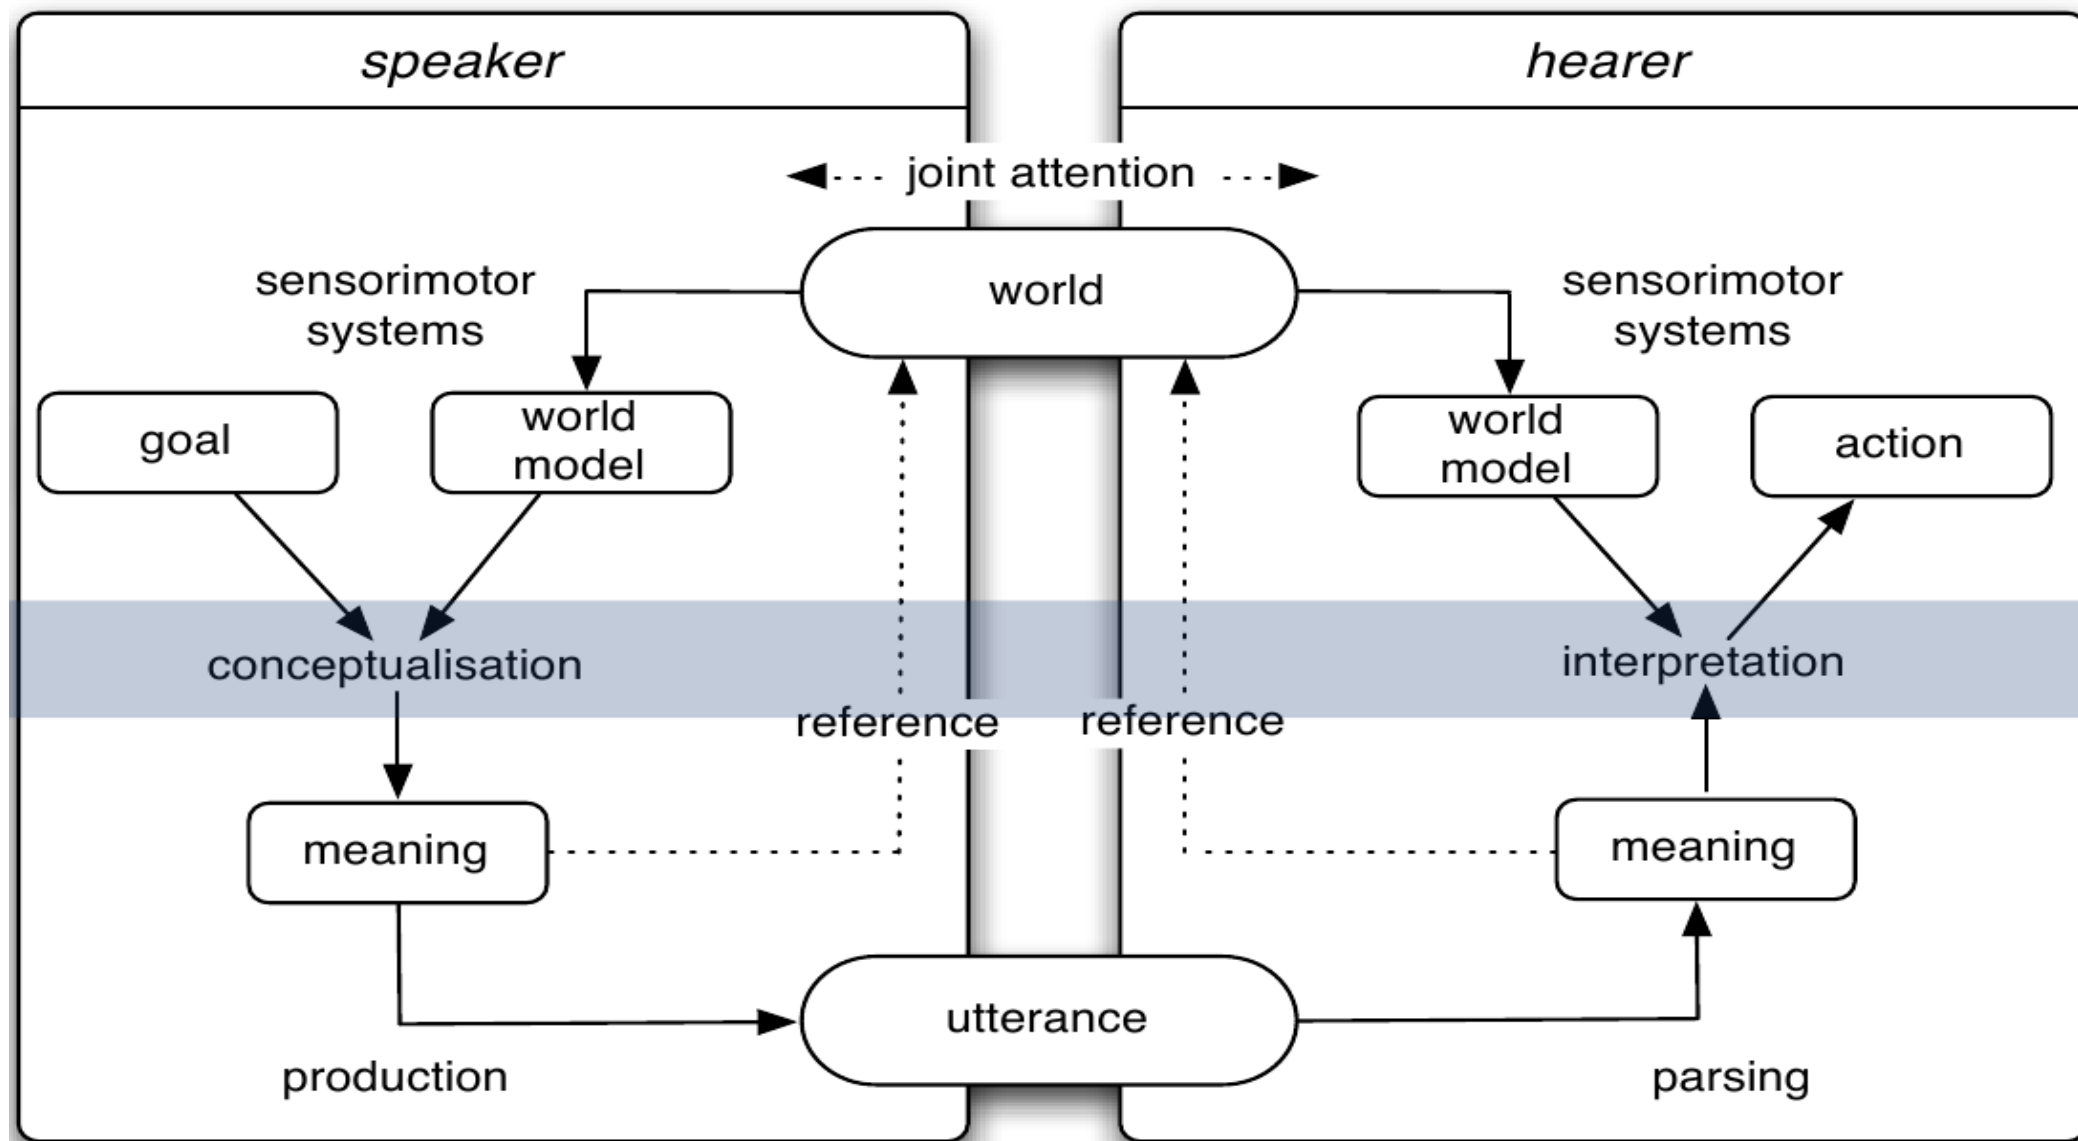 speaker
hearer
joint attention
world
sensorimotor
systems
sensorimotor
systems
goal
world
model
world
model
action
conceptualisation
interpretation
reference
reference
meaning
meaning
utterance
production
parsing